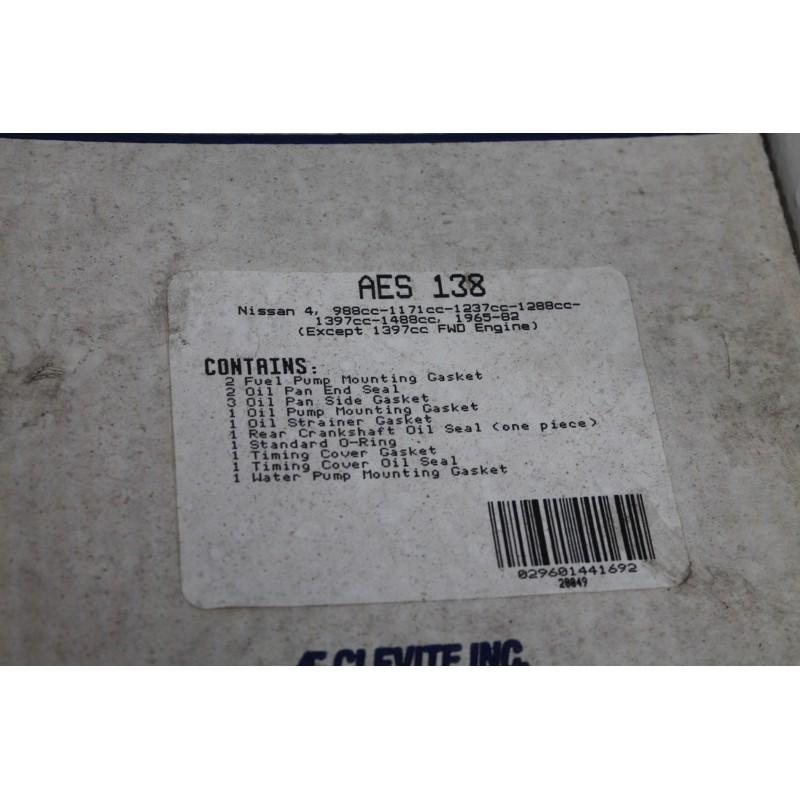 AES 138
Nissan 4, 988cc-1171cc-1237cc-1288cc-
1397cc-1488cc, 1965-82
(Except 1397cc FWD Engine)
CONTAINS:
2 Fuel Pump Mounting Gasket
2 Oil Pan End Seal
3 Oil Pan Side Gasket
1 Oil Pump Mounting Gasket
1 Oil Strainer Gasket
1 Rear Crankshaft Oil Seal (one piece)
1 Standard O-Ring
1 Timing Cover Gasket
1 Timing Cover Oil Seal
1 Water Pump Mounting Gasket
029601441692
20049
AE CLEVITE INC.